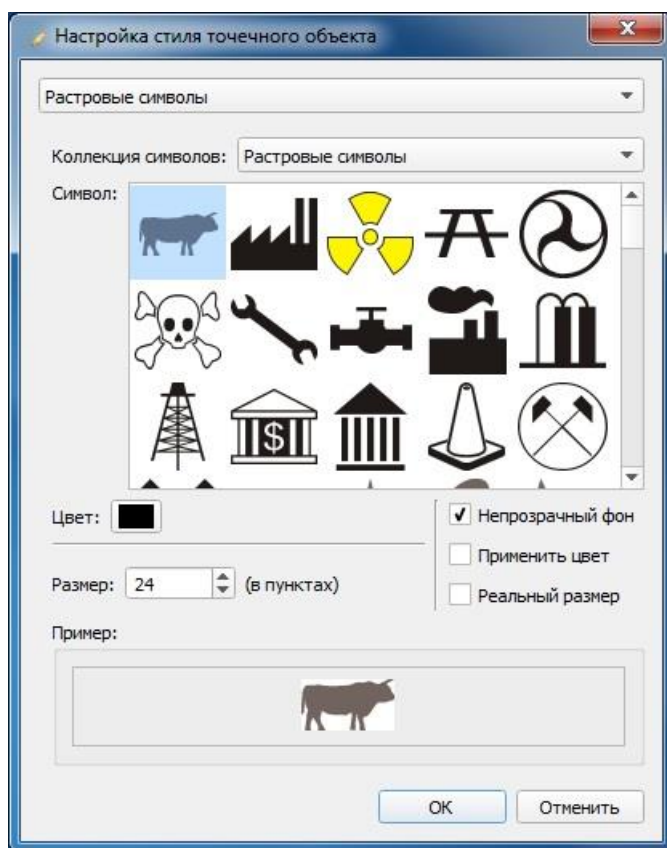 Настройка стиля точечного объекта
Растровые символы
Коллекция символов: Растровые символы
Символ:
$
Цвет:
Непрозрачный фон
Применить цвет
Размер: 24 (в пунктах)
Реальный размер
Пример:
OK Отменить